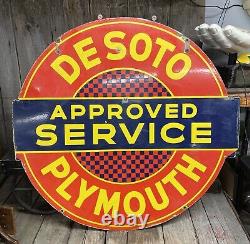 DE SOTO
APPROVED
SERVICE
PLYMOUTH